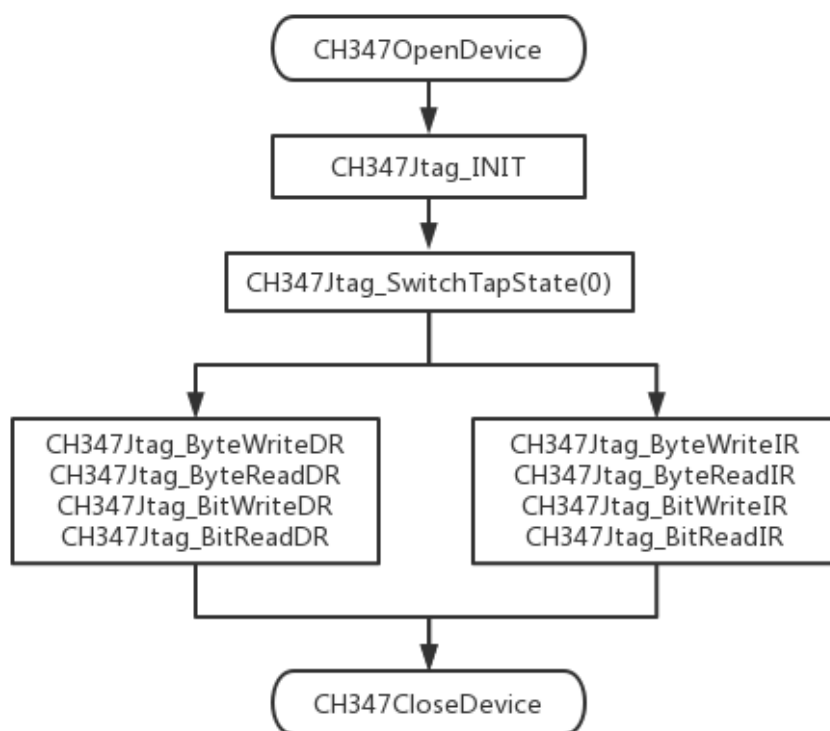 CH347OpenDevice
CH347Jtag_INIT
CH347Jtag_SwitchTapState(0)
CH347Jtag_ByteWriteDR
CH347Jtag_ByteReadDR
CH347Jtag_BitWriteDR
CH347Jtag_BitReadDR
CH347Jtag_ByteWriteIR
CH347Jtag_ByteReadIR
CH347Jtag_BitWriteIR
CH347Jtag_BitReadIR
CH347CloseDevice